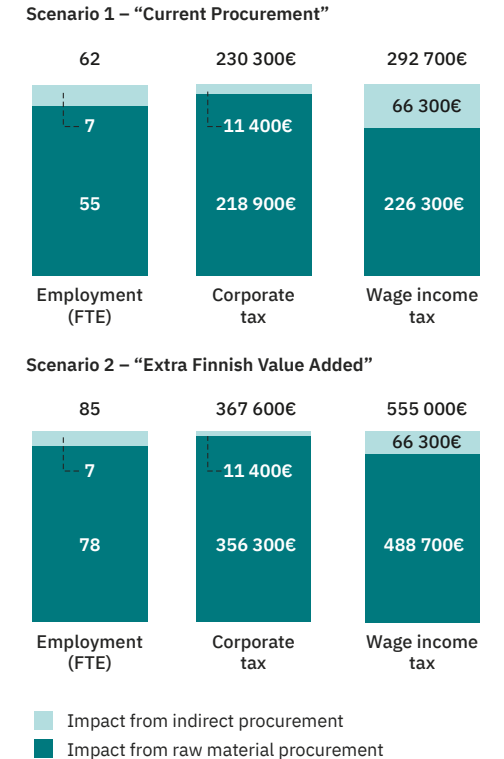 Scenario 1 – “Current Procurement”
62 230 300€ 292 700€
66 300€
7 11 400€
55 218 900€ 226 300€
Employment Corporate Wage income
(FTE) tax tax
Scenario 2 – “Extra Finnish Value Added”
85 367 600€ 555 000€
66 300€
7 11 400€
78 356 300€ 488 700€
Employment Corporate Wage income
(FTE) tax tax
Impact from indirect procurement
Impact from raw material procurement